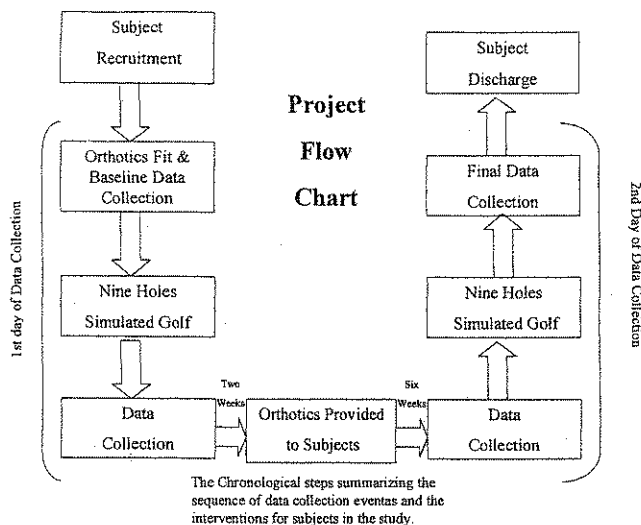 Subject
Recruitment
Orthotics Fit &
Baseline Data
Collection
Nine Holes
Simulated Golf
Data
Collection
1st day of Data Collection
Two
Weeks
Orthotics Provided
to Subjects
Six
Weeks
Data
Collection
Nine Holes
Simulated Golf
Final Data
Collection
Subject
Discharge
2nd Day of Data Collection
Project
Flow
Chart
The Chronological steps summarizing the
sequence of data collection eventas and the
interventions for subjects in the study.